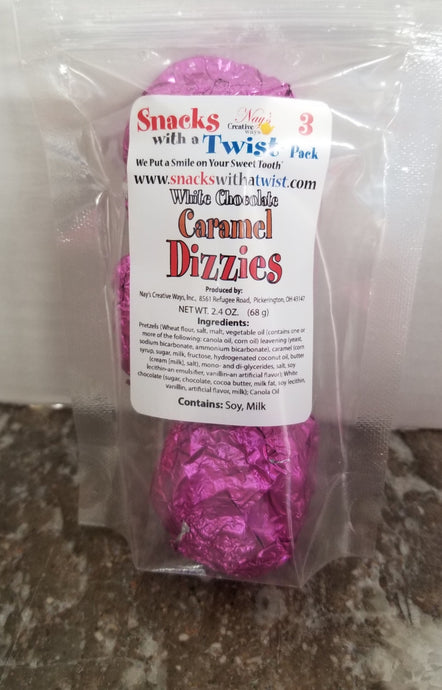 Snacks Nay's 3
with a Twist Creative Ways Pack
We Put a Smile on Your Sweet Tooth
www.snackswithatwist.com
White Chocolate
Caramel
Dizzies
Produced by:
Nay's Creative Ways, Inc., 8561 Refugee Road, Pickerington, OH 43147
NET WT. 2.4 OZ. (68 g)
Ingredients:
Pretzels (Wheat flour, salt, malt, vegetable oil (contains one or
more of the following: canola oil, corn oil) leavening (yeast,
sodium bicarbonate, ammonium bicarbonate), caramel (corn
syrup, sugar, milk, fructose, hydrogenated coconut oil, butter
(cream [milk], salt), mono- and di-glycerides, salt, soy
lecithin-an emulsifier, vanillin-an artificial flavor); White
chocolate (sugar, chocolate, cocoa butter, milk fat, soy lecithin,
vanillin, artificial flavor, milk); Canola Oil
Contains: Soy, Milk